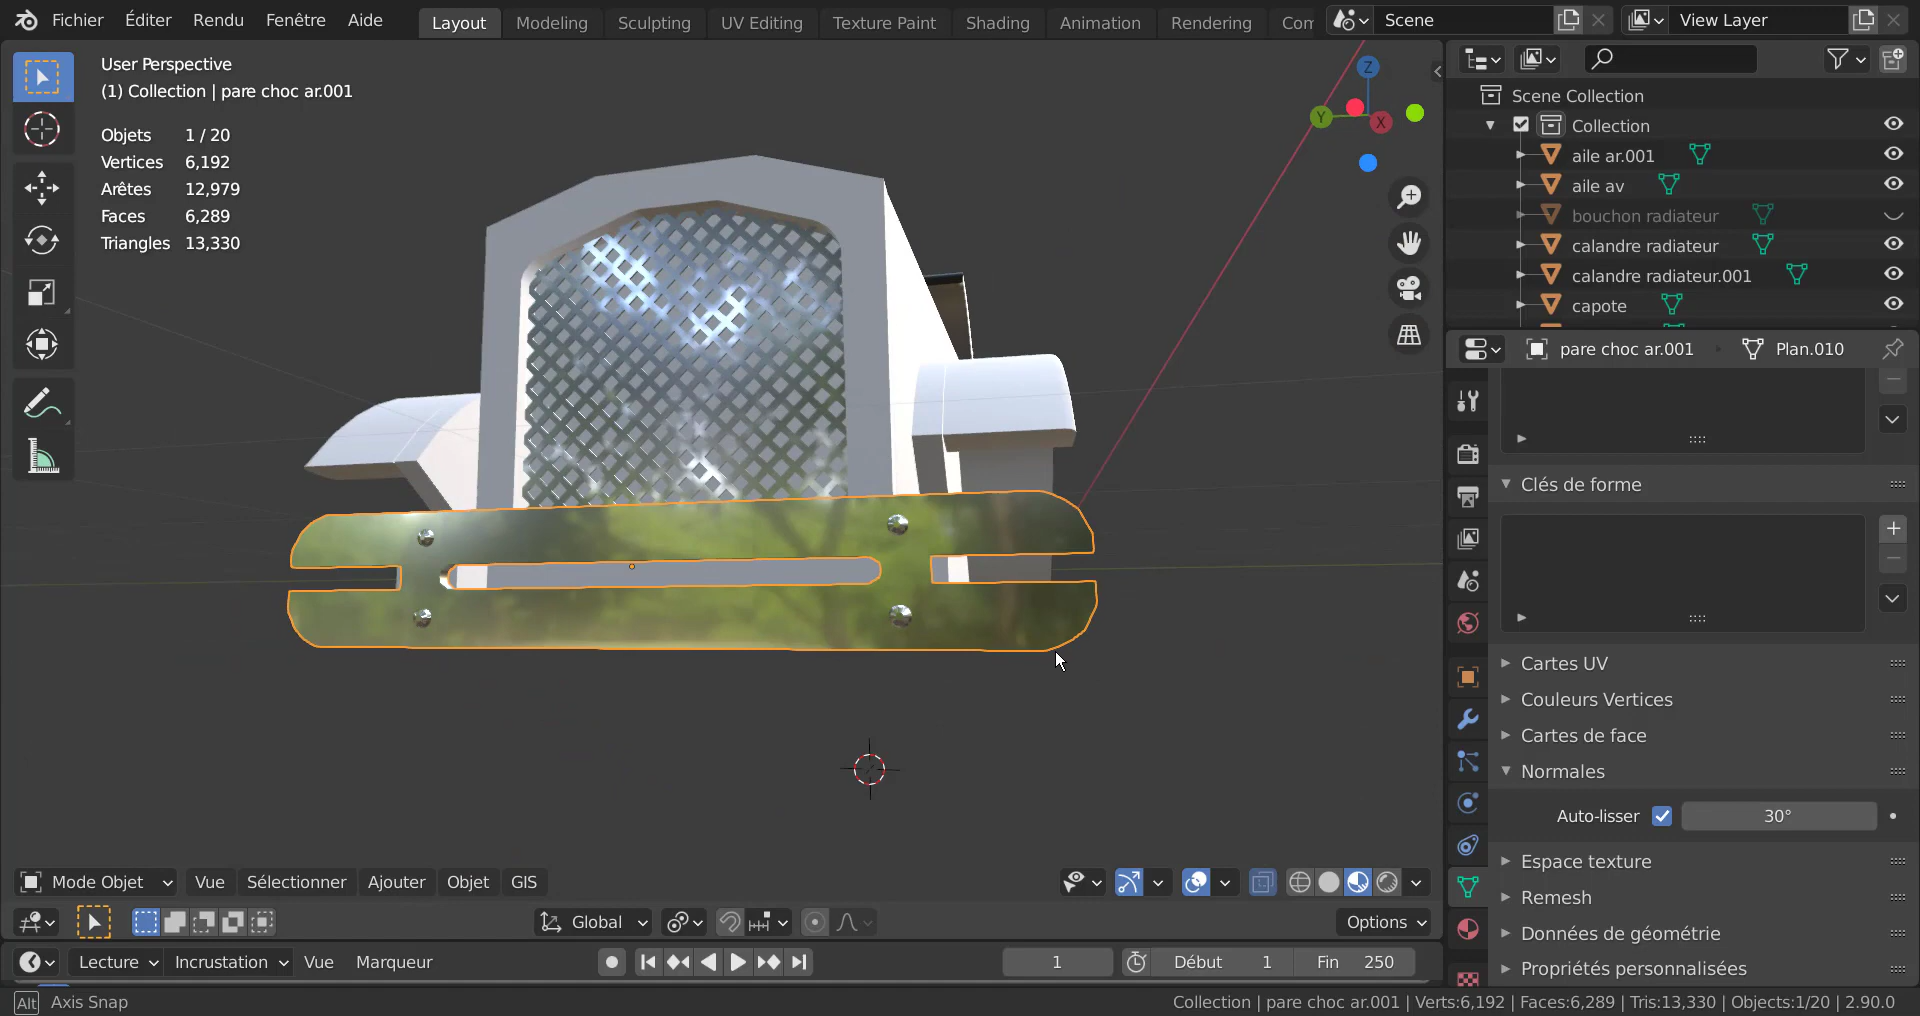 Fichier Éditer Rendu Fenêtre Aide Layout Modeling Sculpting UV Editing Texture Paint Shading Animation Rendering Con Scene View Layer
User Perspective
(1) Collection | pare choc ar.001
Objets 1 / 20
Vertices 6,192
Arêtes 12,979
Faces 6,289
Triangles 13,330
Z
Y
X
Scene Collection
Collection
aile ar.001
aile av
bouchon radiateur
calandre radiateur
calandre radiateur.001
capote
pare choc ar.001 Plan.010
Clés de forme
Cartes UV
Couleurs Vertices
Cartes de face
Normales
Auto-lisser 30°
Espace texture
Remesh
Données de géométrie
Propriétés personnalisées
Mode Objet Vue Sélectionner Ajouter Objet GIS
Global Options
Lecture Incrustation Vue Marqueur 1 Début 1 Fin 250
Alt Axis Snap Collection | pare choc ar.001 | Verts:6,192 | Faces:6,289 | Tris:13,330 | Objects:1/20 | 2.90.0